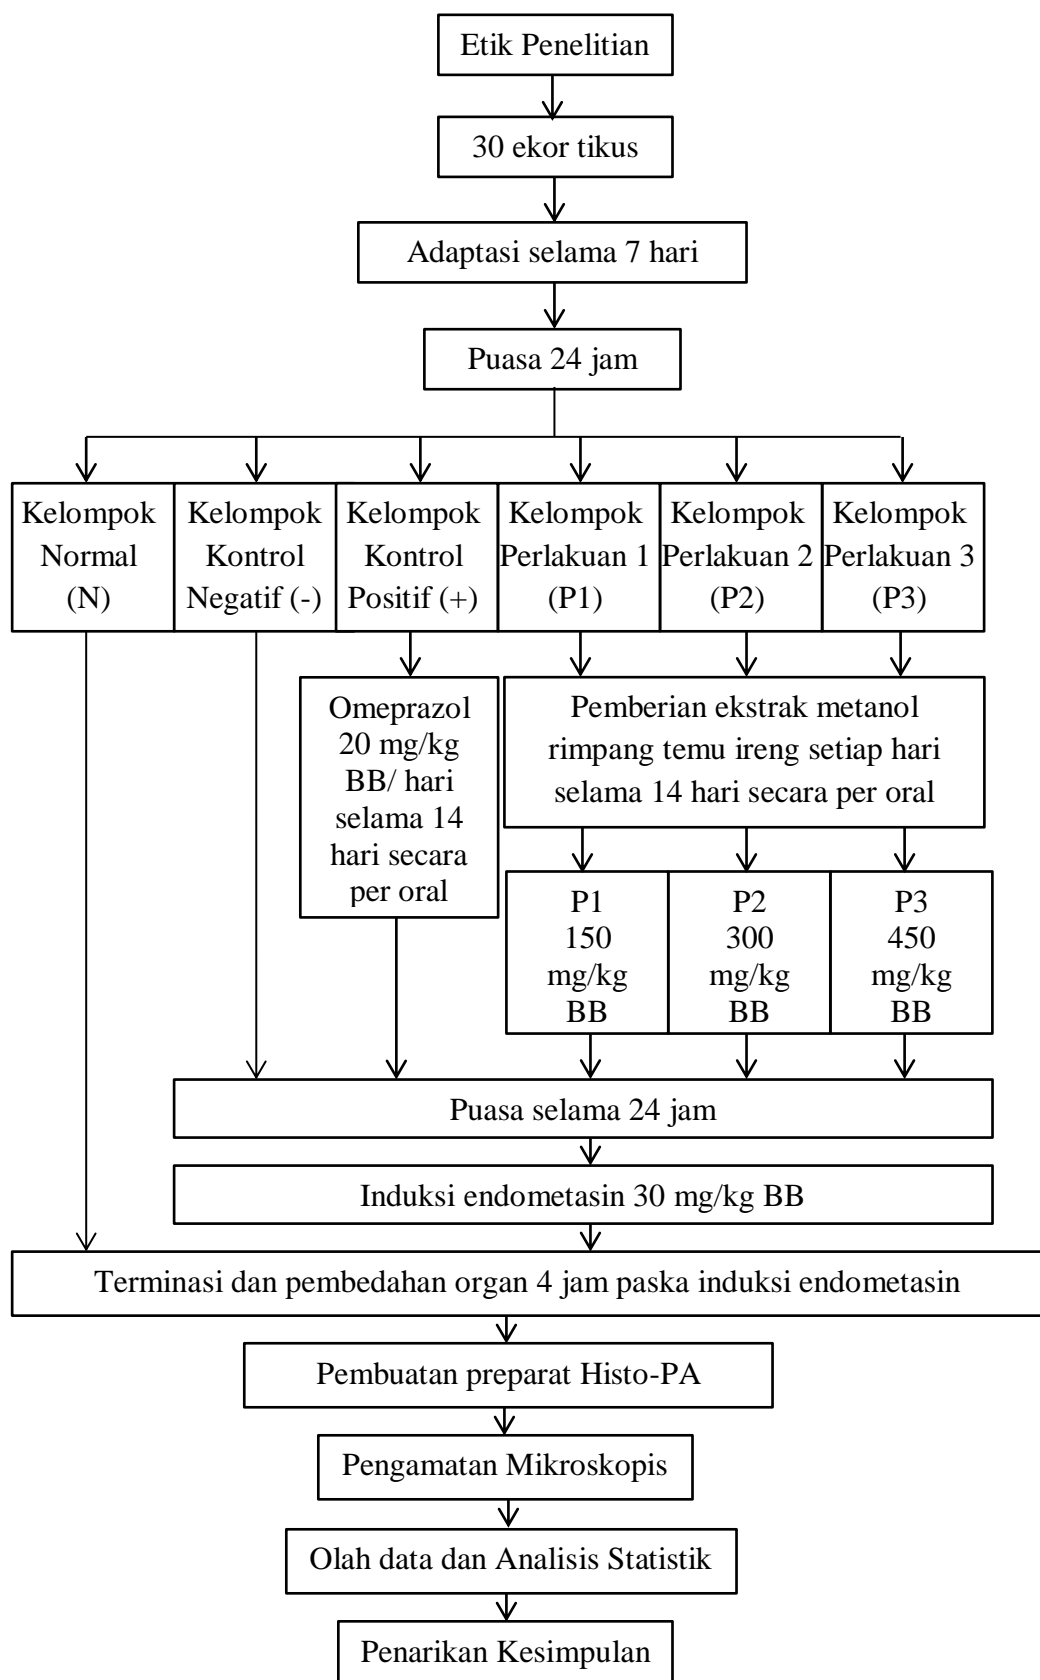 Etik Penelitian
30 ekor tikus
Adaptasi selama 7 hari
Puasa 24 jam
Kelompok
Normal
(N)
Kelompok
Kontrol
Negatif (-)
Kelompok
Kontrol
Positif (+)
Kelompok
Perlakuan 1
(P1)
Kelompok
Perlakuan 2
(P2)
Kelompok
Perlakuan 3
(P3)
Omeprazol
20 mg/kg
BB/ hari
selama 14
hari secara
per oral
Pemberian ekstrak metanol
rimpang temu ireng setiap hari
selama 14 hari secara per oral
P1
150
mg/kg
BB
P2
300
mg/kg
BB
P3
450
mg/kg
BB
Puasa selama 24 jam
Induksi endometasin 30 mg/kg BB
Terminasi dan pembedahan organ 4 jam paska induksi endometasin
Pembuatan preparat Histo-PA
Pengamatan Mikroskopis
Olah data dan Analisis Statistik
Penarikan Kesimpulan